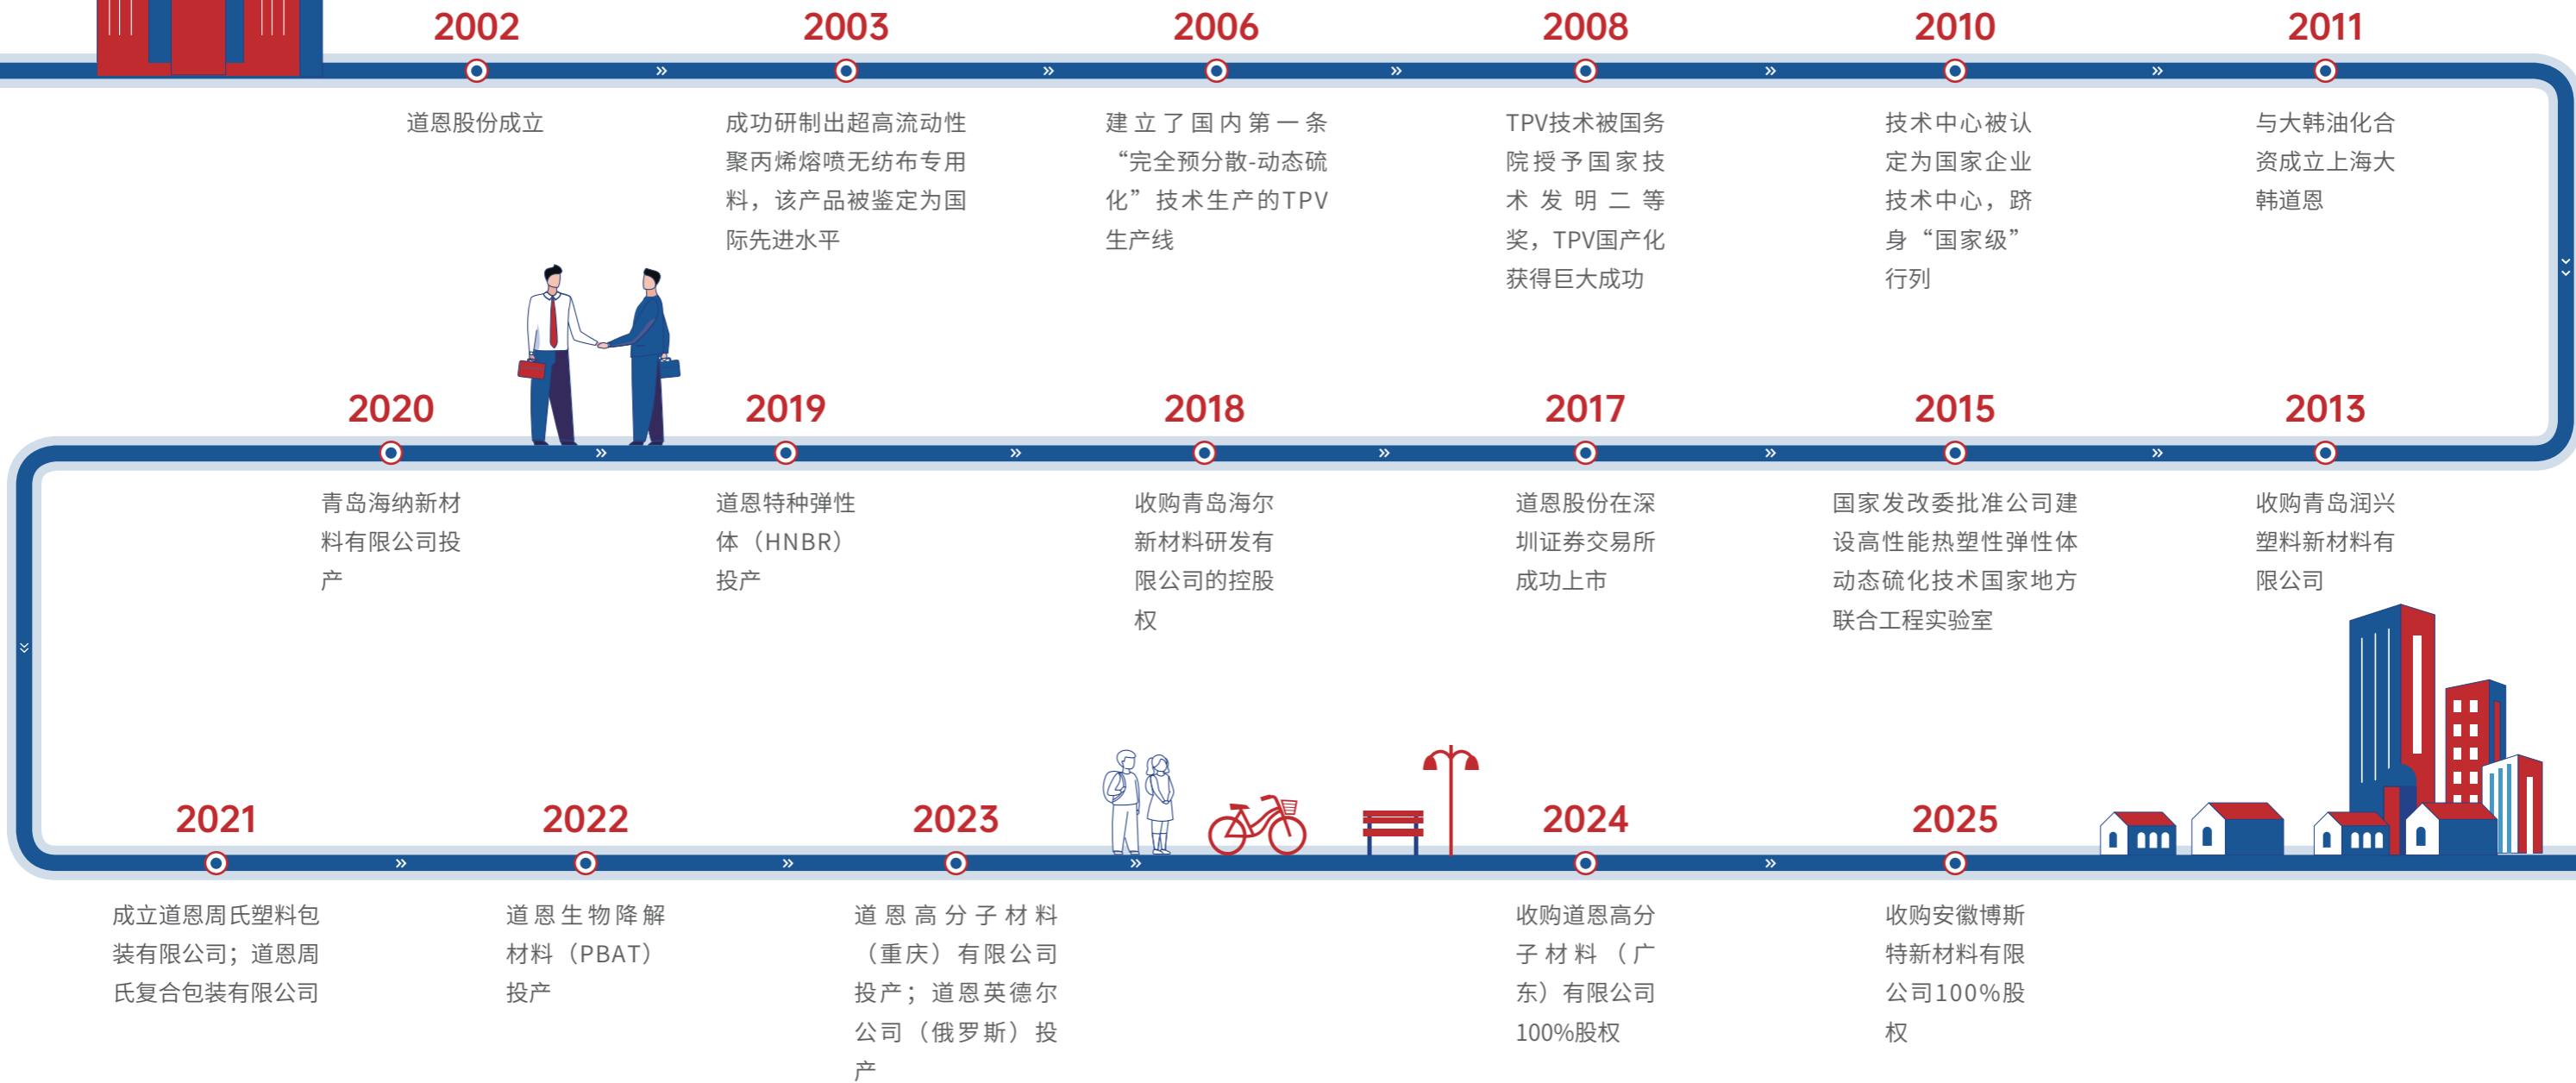 2002
道恩股份成立
2003
成功研制出超高流动性
聚丙烯熔喷无纺布专用
料，该产品被鉴定为国
际先进水平
2006
建立了国内第一条
“完全预分散-动态硫
化”技术生产的TPV
生产线
2008
TPV技术被国务
院授予国家技
术发明二等
奖，TPV国产化
获得巨大成功
2010
技术中心被认
定为国家企业
技术中心，跻
身“国家级”
行列
2011
与大韩油化合
资成立上海大
韩道恩
2013
收购青岛润兴
塑料新材料有
限公司
2015
国家发改委批准公司建
设高性能热塑性弹性体
动态硫化技术国家地方
联合工程实验室
2017
道恩股份在深
圳证券交易所
成功上市
2018
收购青岛海尔
新材料研发有
限公司的控股
权
2019
道恩特种弹性
体（HNBR）
投产
2020
青岛海纳新材
料有限公司投
产
2021
成立道恩周氏塑料包
装有限公司；道恩周
氏复合包装有限公司
2022
道恩生物降解
材料（PBAT）
投产
2023
道恩高分子材料
（重庆）有限公司
投产；道恩英德尔
公司（俄罗斯）投
产
2024
收购道恩高分
子材料（广
东）有限公司
100%股权
2025
收购安徽博斯
特新材料有限
公司100%股
权